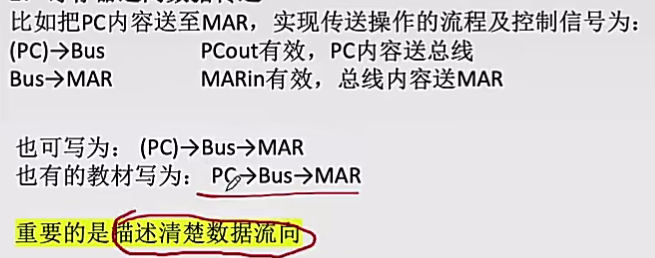 比如把PC内容送至MAR，实现传送操作的流程及控制信号为：
(PC)→Bus PCout有效，PC内容送总线
Bus→MAR MARin有效，总线内容送MAR
也可写为： (PC)→Bus→MAR
也有的教材写为： PC→Bus→MAR
重要的是描述清楚数据流向